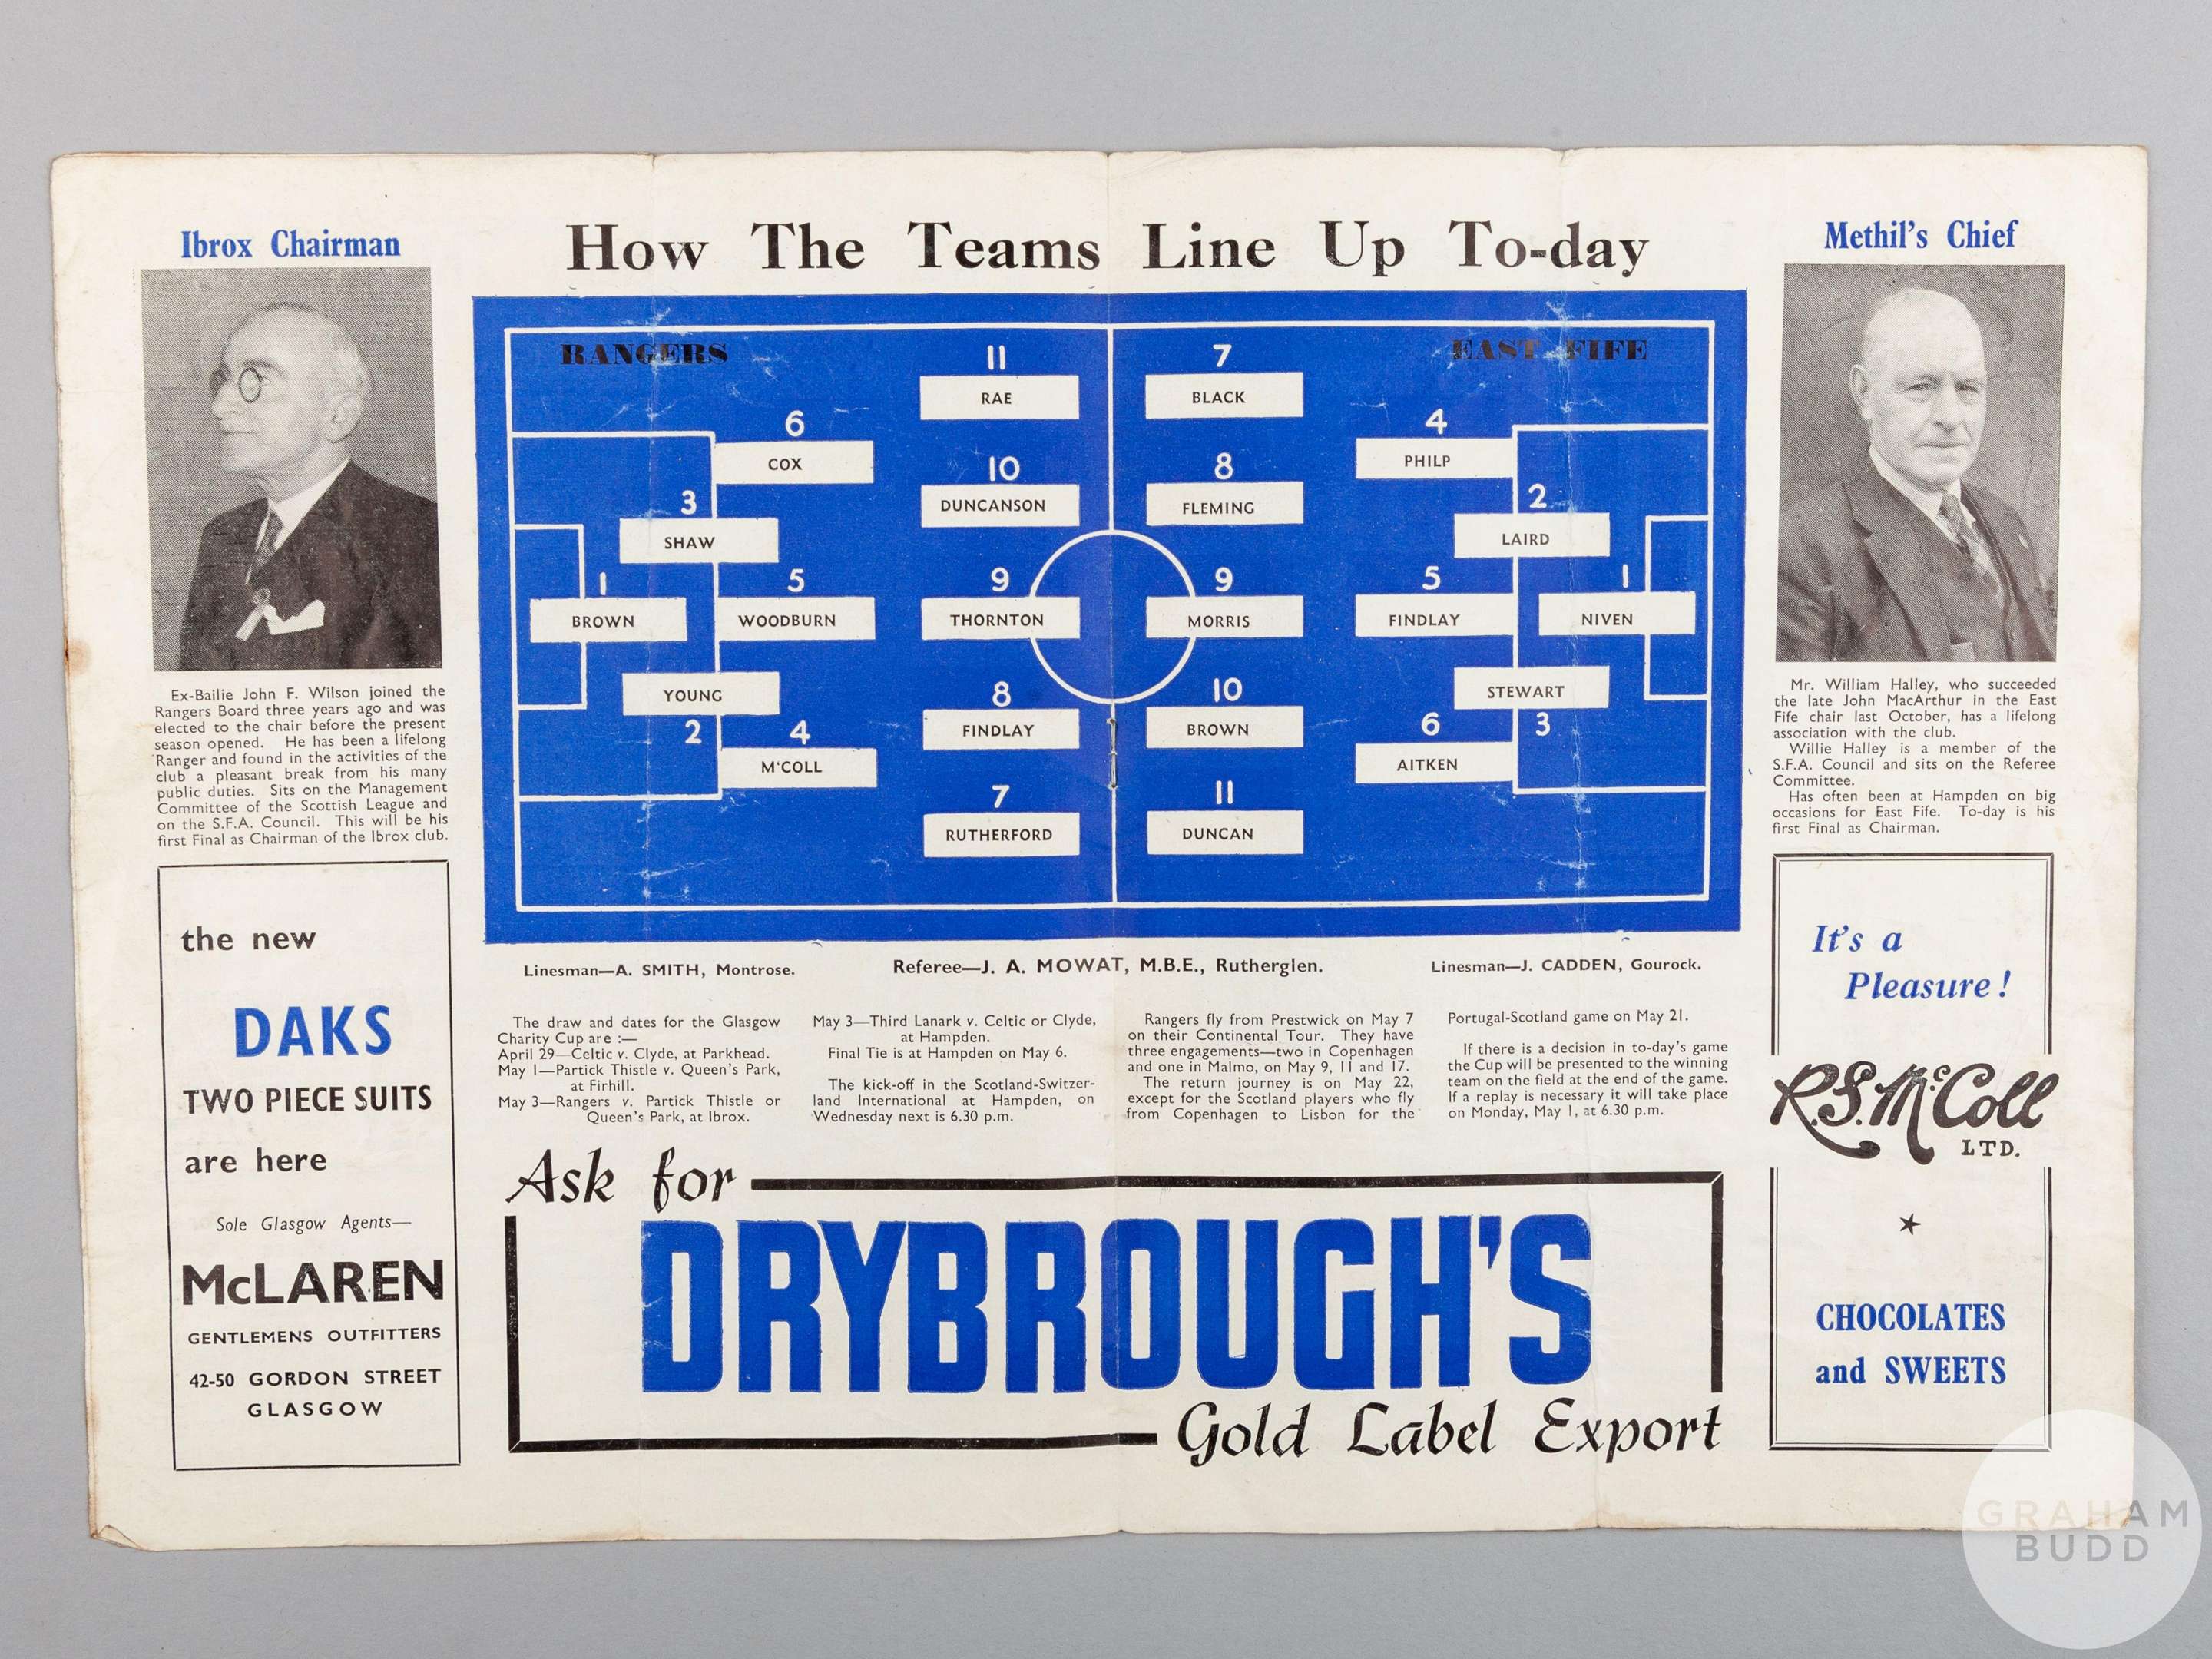 Ibrox Chairman
Ex-Bailie John F. Wilson joined the
Rangers Board three years ago and was
elected to the chair before the present
season opened. He has been a lifelong
Ranger and found in the activities of the
club a pleasant break from his many
public duties. Sits on the Management
Committee of the Scottish League and
on the S.F.A. Council. This will be his
first Final as Chairman of the Ibrox club.
the new
DAKS
TWO PIECE SUITS
are here
Sole Glasgow Agents—
McLAREN
GENTLEMENS OUTFITTERS
42-50 GORDON STREET
GLASGOW
How The Teams Line Up To-day
RANGERS
EAST FIFE
11
RAE
7
BLACK
6
COX
4
PHILP
10
DUNCANSON
8
FLEMING
3
SHAW
2
LAIRD
1
BROWN
5
WOODBURN
9
THORNTON
9
MORRIS
5
FINDLAY
1
NIVEN
YOUNG
2
8
FINDLAY
10
BROWN
STEWART
3
4
M'COLL
6
AITKEN
7
RUTHERFORD
11
DUNCAN
Linesman—A. SMITH, Montrose.
Referee—J. A. MOWAT, M.B.E., Rutherglen.
Linesman—J. CADDEN, Gourock.
The draw and dates for the Glasgow
Charity Cup are :—
April 29—Celtic v. Clyde, at Parkhead.
May 1—Partick Thistle v. Queen's Park,
at Firhill.
May 3—Rangers v. Partick Thistle or
Queen's Park, at Ibrox.
May 3—Third Lanark v. Celtic or Clyde,
at Hampden.
Final Tie is at Hampden on May 6.
The kick-off in the Scotland-Switzer-
land International at Hampden, on
Wednesday next is 6.30 p.m.
Rangers fly from Prestwick on May 7
on their Continental Tour. They have
three engagements—two in Copenhagen
and one in Malmo, on May 9, 11 and 17.
The return journey is on May 22,
except for the Scotland players who fly
from Copenhagen to Lisbon for the
Portugal-Scotland game on May 21.
If there is a decision in to-day's game
the Cup will be presented to the winning
team on the field at the end of the game.
If a replay is necessary it will take place
on Monday, May 1, at 6.30 p.m.
Ask for
DRYBROUGH'S
Gold Label Export
Methil's Chief
Mr. William Halley, who succeeded
the late John MacArthur in the East
Fife chair last October, has a lifelong
association with the club.
Willie Halley is a member of the
S.F.A. Council and sits on the Referee
Committee.
Has often been at Hampden on big
occasions for East Fife. To-day is his
first Final as Chairman.
It's a
Pleasure!
R.S. McColl
LTD.
CHOCOLATES
and SWEETS
GRAHAM
BUDD